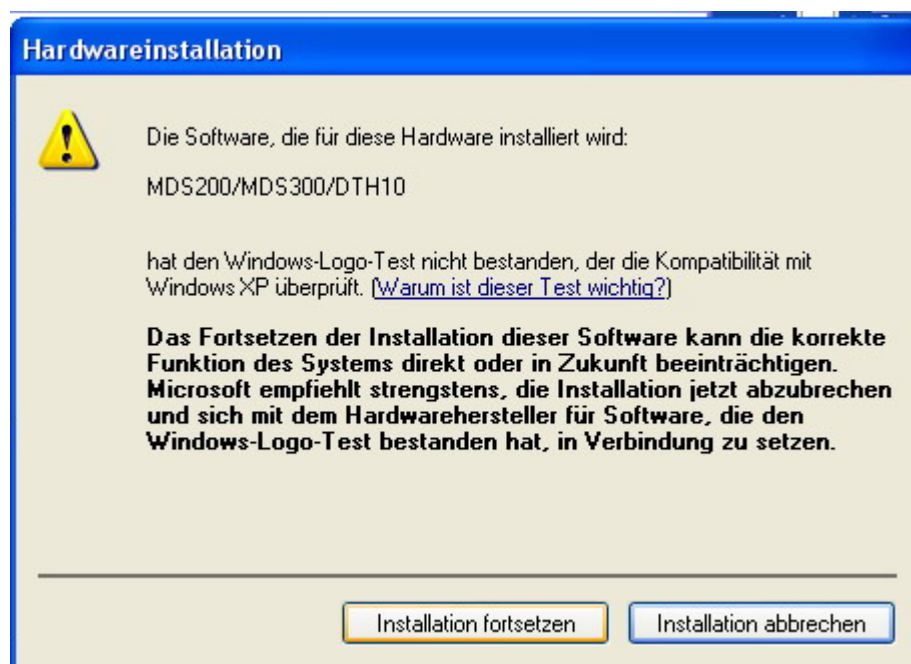 Hardwareinstallation
Die Software, die für diese Hardware installiert wird:
MDS200/MDS300/DTH10
hat den Windows-Logo-Test nicht bestanden, der die Kompatibilität mit
Windows XP überprüft. (Warum ist dieser Test wichtig?)
Das Fortsetzen der Installation dieser Software kann die korrekte
Funktion des Systems direkt oder in Zukunft beeinträchtigen.
Microsoft empfiehlt strengstens, die Installation jetzt abzubrechen
und sich mit dem Hardwarehersteller für Software, die den
Windows-Logo-Test bestanden hat, in Verbindung zu setzen.
Installation fortsetzen
Installation abbrechen